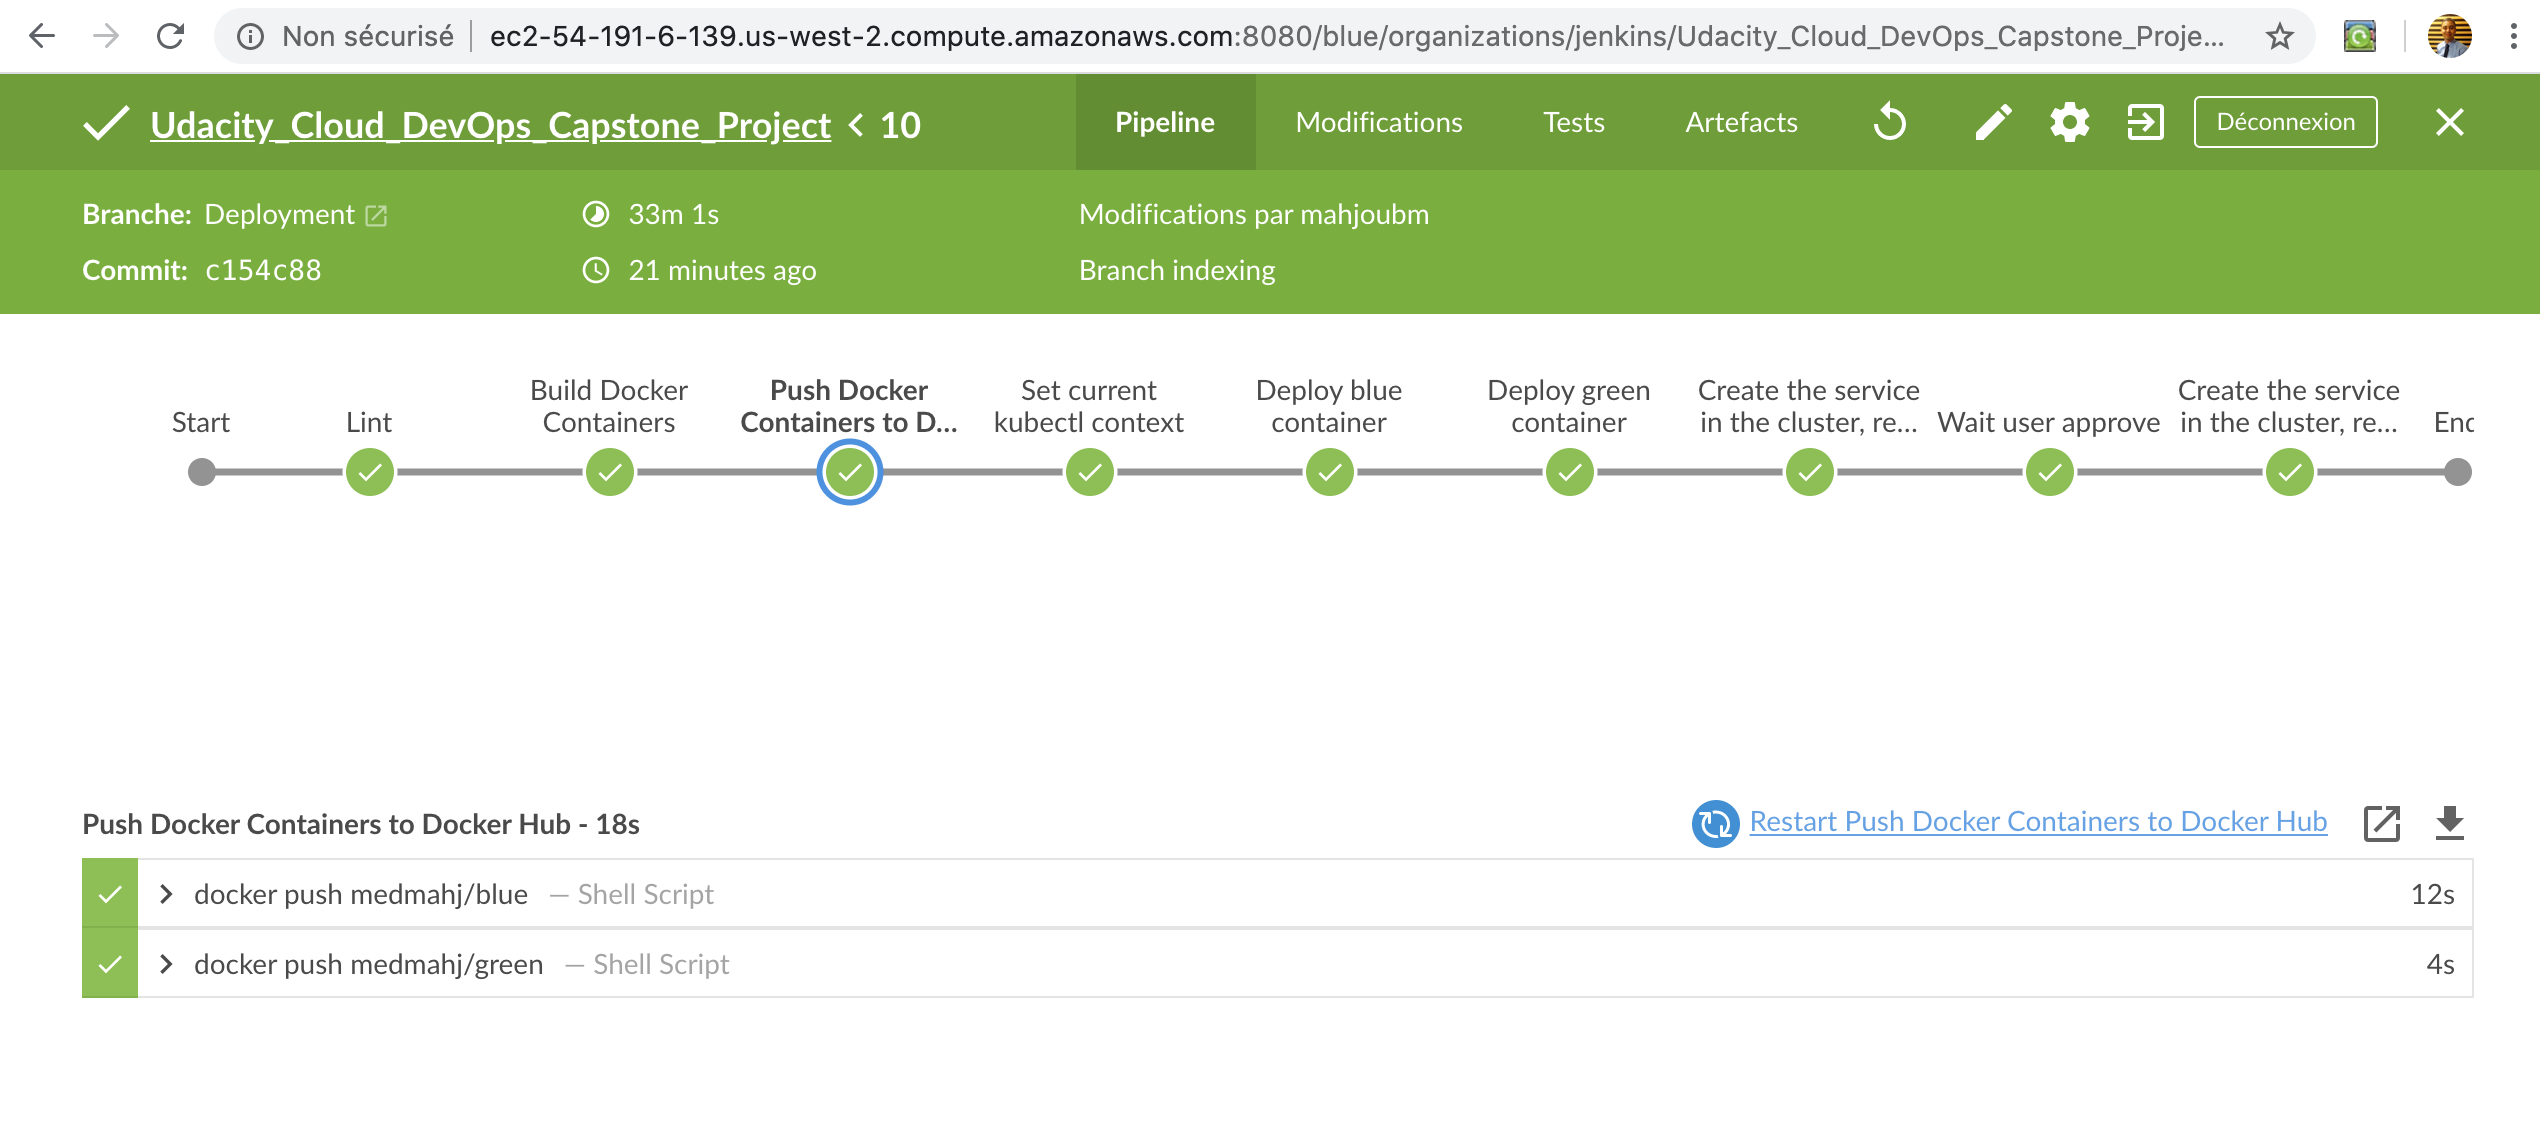 Non sécurisé ec2-54-191-6-139.us-west-2.compute.amazonaws.com:8080/blue/organizations/jenkins/Udacity_Cloud_DevOps_Capstone_Proje...
Udacity_Cloud_DevOps_Capstone_Project < 10
Pipeline Modifications Tests Artefacts Déconnexion
Branche: Deployment 33m 1s Modifications par mahjoubm
Commit: c154c88 21 minutes ago Branch indexing
Start
Lint
Build Docker
Containers
Push Docker
Containers to D...
Set current
kubectl context
Deploy blue
container
Deploy green
container
Create the service
in the cluster, re...
Wait user approve
Create the service
in the cluster, re...
End
Push Docker Containers to Docker Hub - 18s
Restart Push Docker Containers to Docker Hub
docker push medmahj/blue — Shell Script 12s
docker push medmahj/green — Shell Script 4s